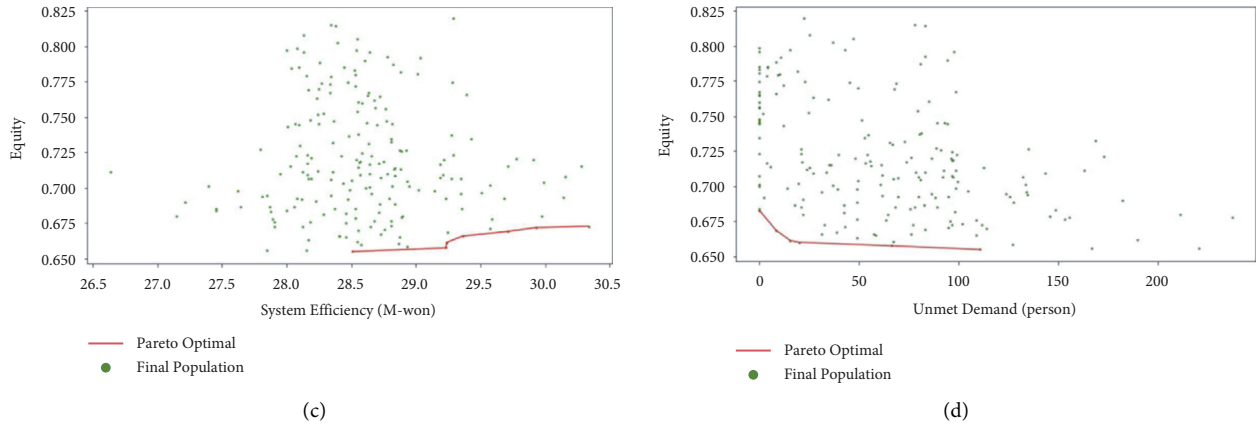 0.825
0.800
0.775
0.750
0.725
0.700
0.675
0.650
Equity
26.5 27.0 27.5 28.0 28.5 29.0 29.5 30.0 30.5
System Efficiency (M-won)
Pareto Optimal
Final Population
(c)
0.825
0.800
0.775
0.750
0.725
0.700
0.675
0.650
Equity
0 50 100 150 200
Unmet Demand (person)
Pareto Optimal
Final Population
(d)